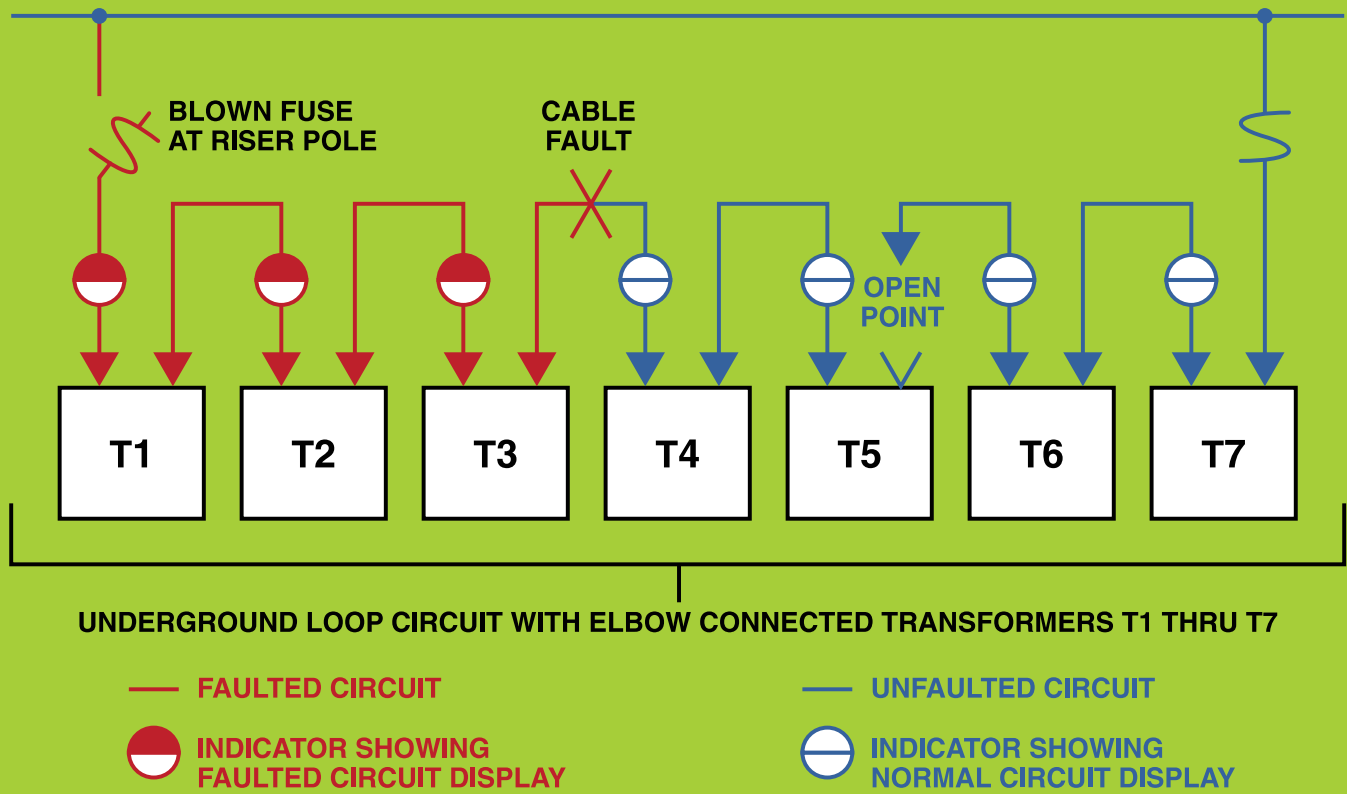 BLOWN FUSE
AT RISER POLE
CABLE
FAULT
OPEN
POINT
T1
T2
T3
T4
T5
T6
T7
UNDERGROUND LOOP CIRCUIT WITH ELBOW CONNECTED TRANSFORMERS T1 THRU T7
FAULTED CIRCUIT
UNFAULTED CIRCUIT
INDICATOR SHOWING
FAULTED CIRCUIT DISPLAY
INDICATOR SHOWING
NORMAL CIRCUIT DISPLAY